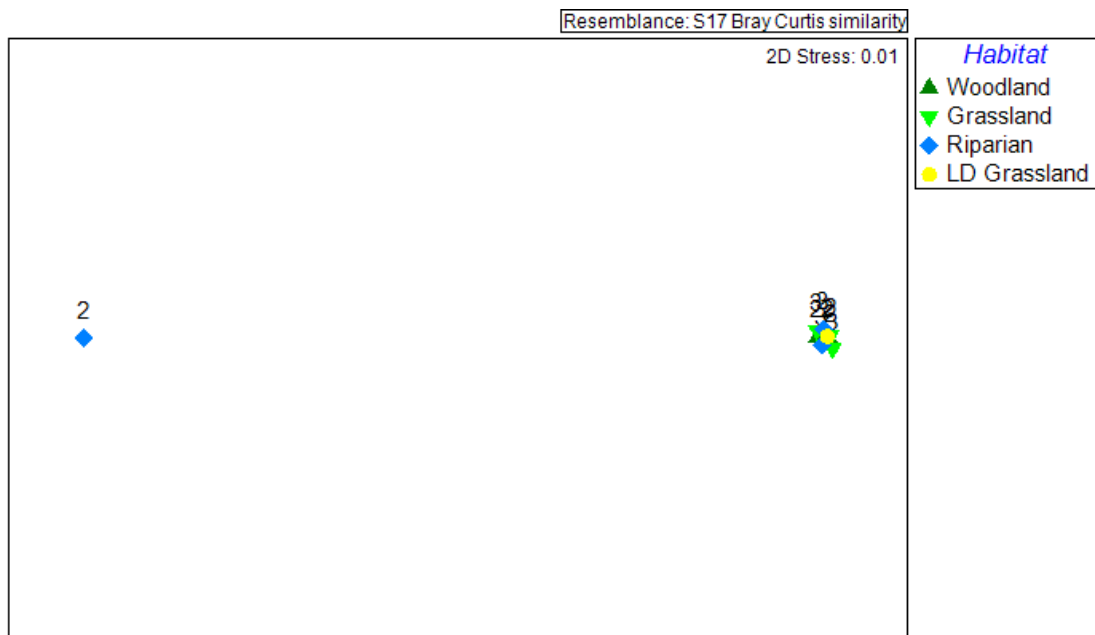 Resemblance: S17 Bray Curtis similarity
2D Stress: 0.01
Habitat
Woodland
Grassland
Riparian
LD Grassland
2